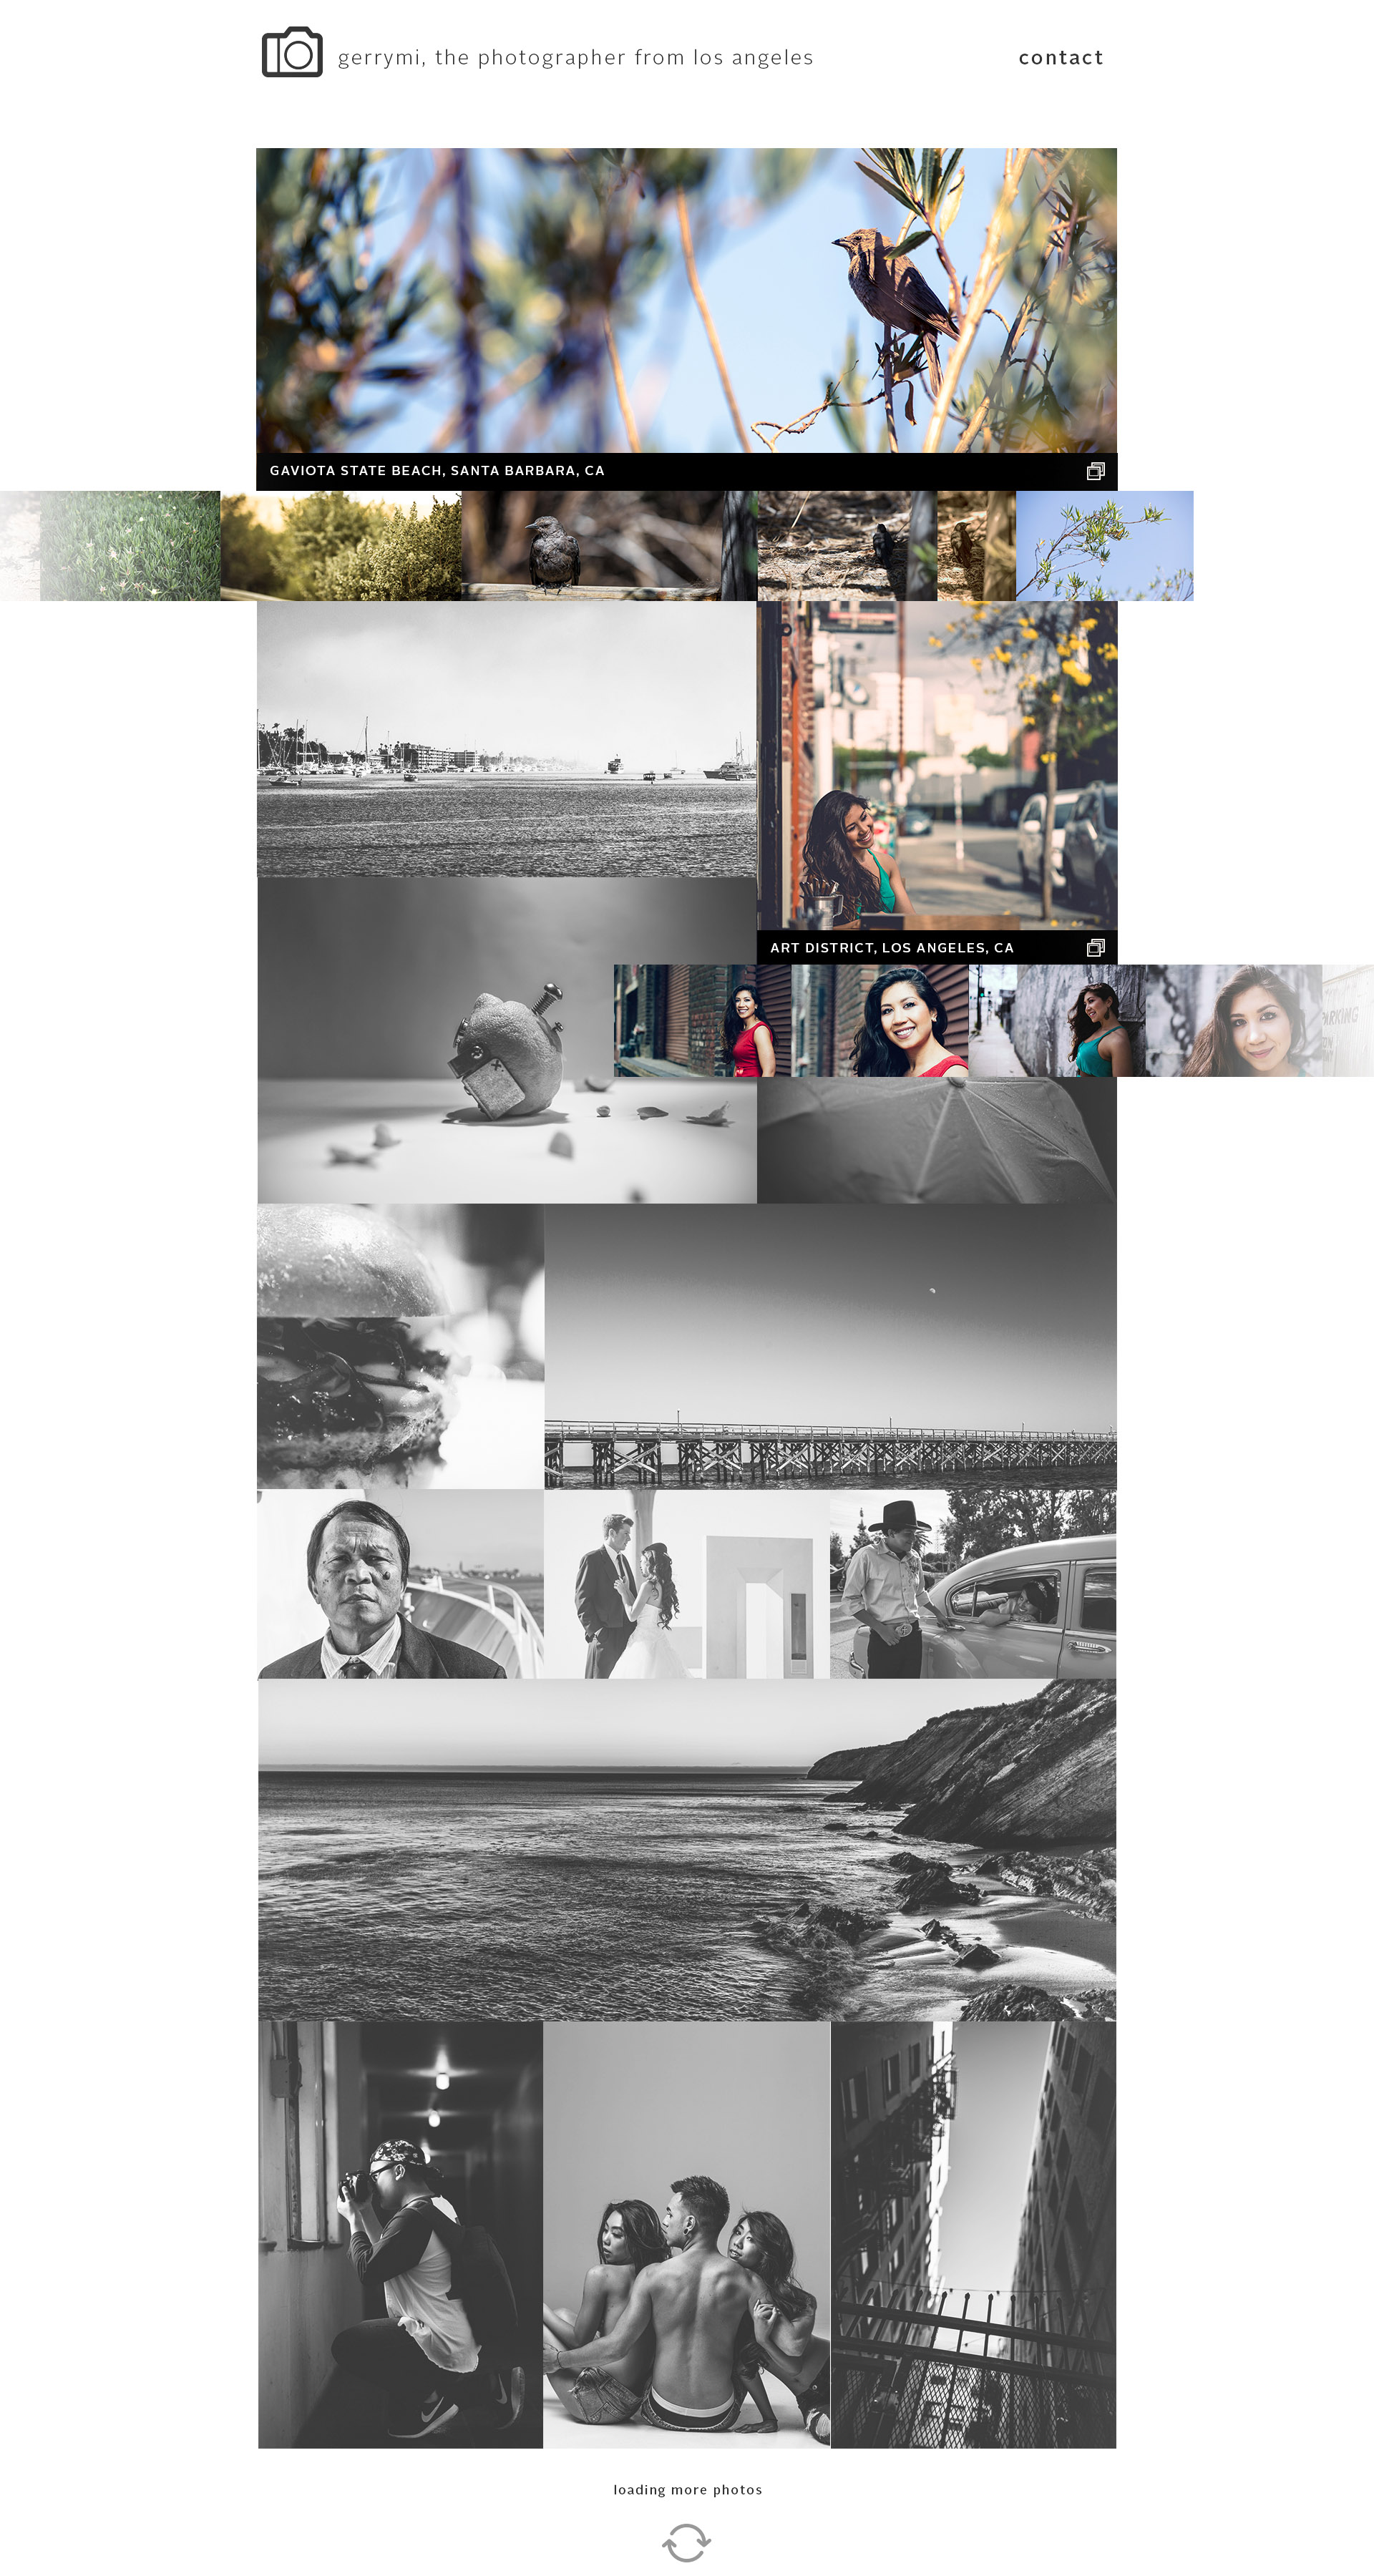 gerrymi, the photographer from los angeles
contact
GAVIOTA STATE BEACH, SANTA BARBARA, CA
ART DISTRICT, LOS ANGELES, CA
PARKING
loading more photos